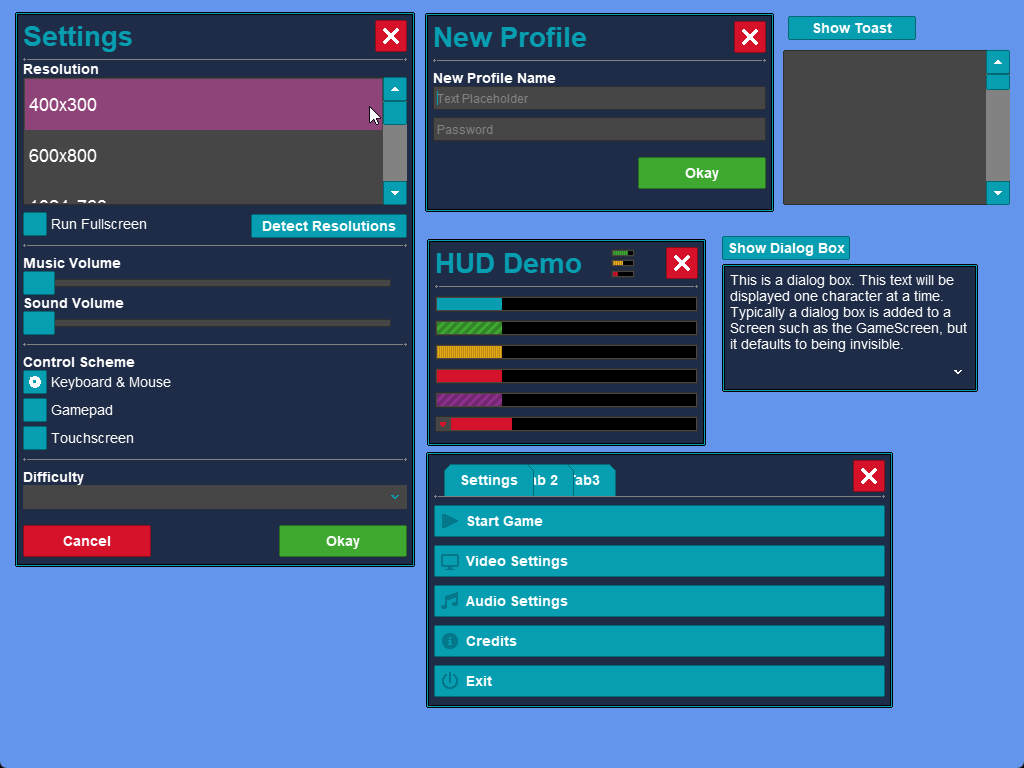 Settings
Resolution
400x300
600x800
Run Fullscreen
Detect Resolutions
Music Volume
Sound Volume
Control Scheme
Keyboard & Mouse
Gamepad
Touchscreen
Difficulty
Cancel
Okay
New Profile
New Profile Name
Text Placeholder
Password
Okay
Show Toast
HUD Demo
Show Dialog Box
This is a dialog box. This text will be
displayed one character at a time.
Typically a dialog box is added to a
Screen such as the GameScreen, but
it defaults to being invisible.
Settings
ab 2
ab3
Start Game
Video Settings
Audio Settings
Credits
Exit